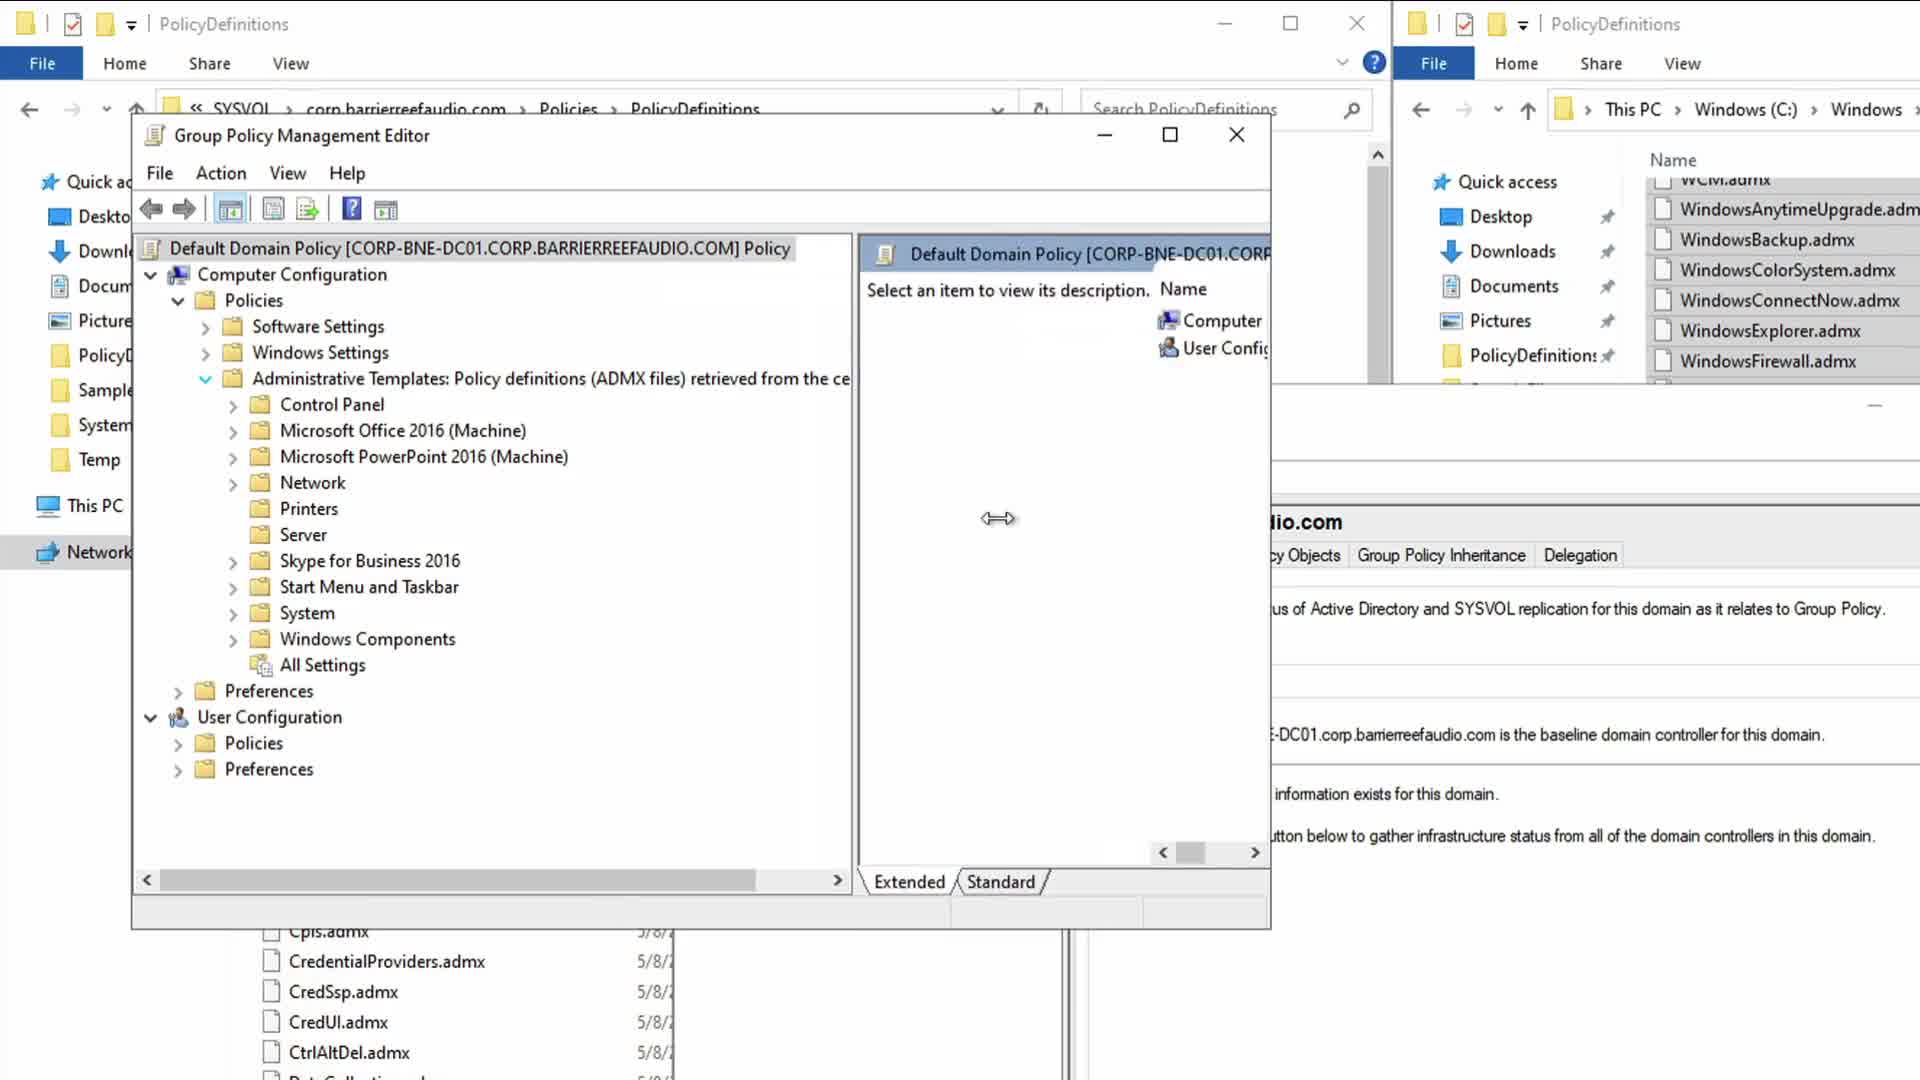 PolicyDefinitions
File Home Share View
SYSVOL corp.barrierreefaudio.com Policies PolicyDefinitions
Search PolicyDefinitions
Quick ac
Deskto
Downl
Docum
Picture
PolicyD
Sample
System
Temp
This PC
Network
Group Policy Management Editor
File Action View Help
Default Domain Policy [CORP-BNE-DC01.CORP.BARRIERREEFAUDIO.COM] Policy
Computer Configuration
Policies
Software Settings
Windows Settings
Administrative Templates: Policy definitions (ADMX files) retrieved from the ce
Control Panel
Microsoft Office 2016 (Machine)
Microsoft PowerPoint 2016 (Machine)
Network
Printers
Server
Skype for Business 2016
Start Menu and Taskbar
System
Windows Components
All Settings
Preferences
User Configuration
Policies
Preferences
Default Domain Policy [CORP-BNE-DC01.CORP
Select an item to view its description.
Name
Computer
User Config
Extended Standard
Cpls.admx 5/8/2
CredentialProviders.admx 5/8/2
CredSsp.admx 5/8/2
CredUI.admx 5/8/2
CtrlAltDel.admx 5/8/2
PolicyDefinitions
File Home Share View
This PC Windows (C:) Windows
Quick access
Desktop
Downloads
Documents
Pictures
PolicyDefinitions
Name
WCM.admx
WindowsAnytimeUpgrade.adm
WindowsBackup.admx
WindowsColorSystem.admx
WindowsConnectNow.admx
WindowsExplorer.admx
WindowsFirewall.admx
dio.com
cy Objects Group Policy Inheritance Delegation
us of Active Directory and SYSVOL replication for this domain as it relates to Group Policy.
E-DC01.corp.barrierreefaudio.com is the baseline domain controller for this domain.
information exists for this domain.
utton below to gather infrastructure status from all of the domain controllers in this domain.